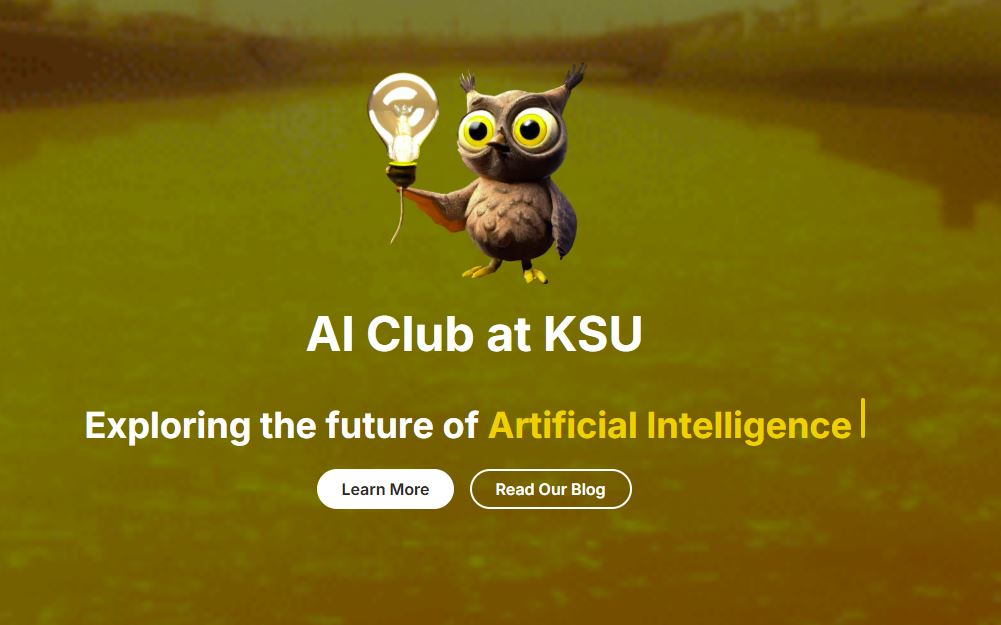 AI Club at KSU
Exploring the future of Artificial Intelligence
Learn More
Read Our Blog